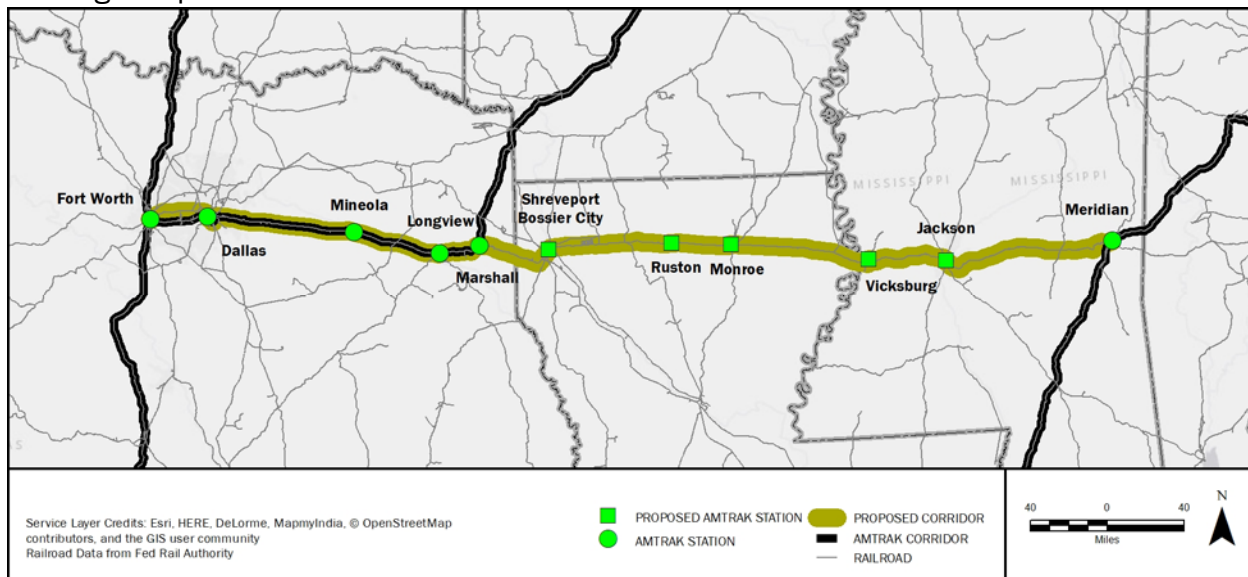 Fort Worth
Dallas
Mineola
Longview
Marshall
Shreveport
Bossier City
Ruston
Monroe
Vicksburg
Jackson
Meridian
MISSISSIPPI
MISSISSIPPI
AS
Service Layer Credits: Esri, HERE, DeLorme, MapmyIndia, © OpenStreetMap
contributors, and the GIS user community
Railroad Data from Fed Rail Authority
PROPOSED AMTRAK STATION
AMTRAK STATION
PROPOSED CORRIDOR
AMTRAK CORRIDOR
RAILROAD
40 0 40
Miles
N